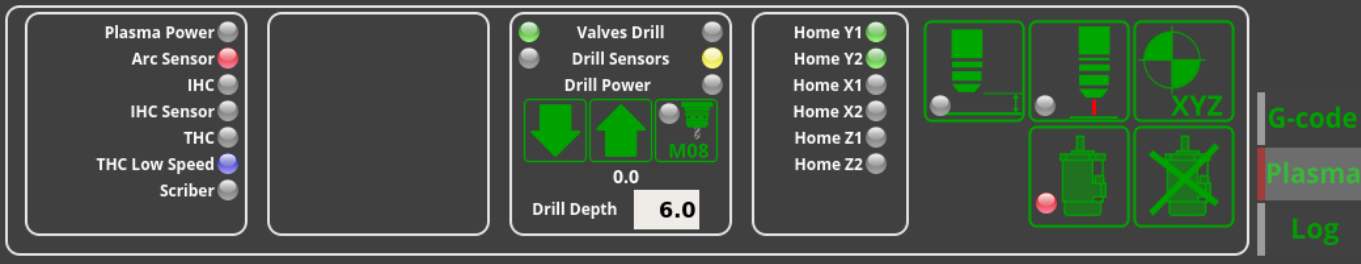 Plasma Power
Arc Sensor
IHC
IHC Sensor
THC
THC Low Speed
Scriber
Valves Drill
Drill Sensors
Drill Power
M08
0.0
Drill Depth 6.0
Home Y1
Home Y2
Home X1
Home X2
Home Z1
Home Z2
XYZ
G-code
Plasma
Log